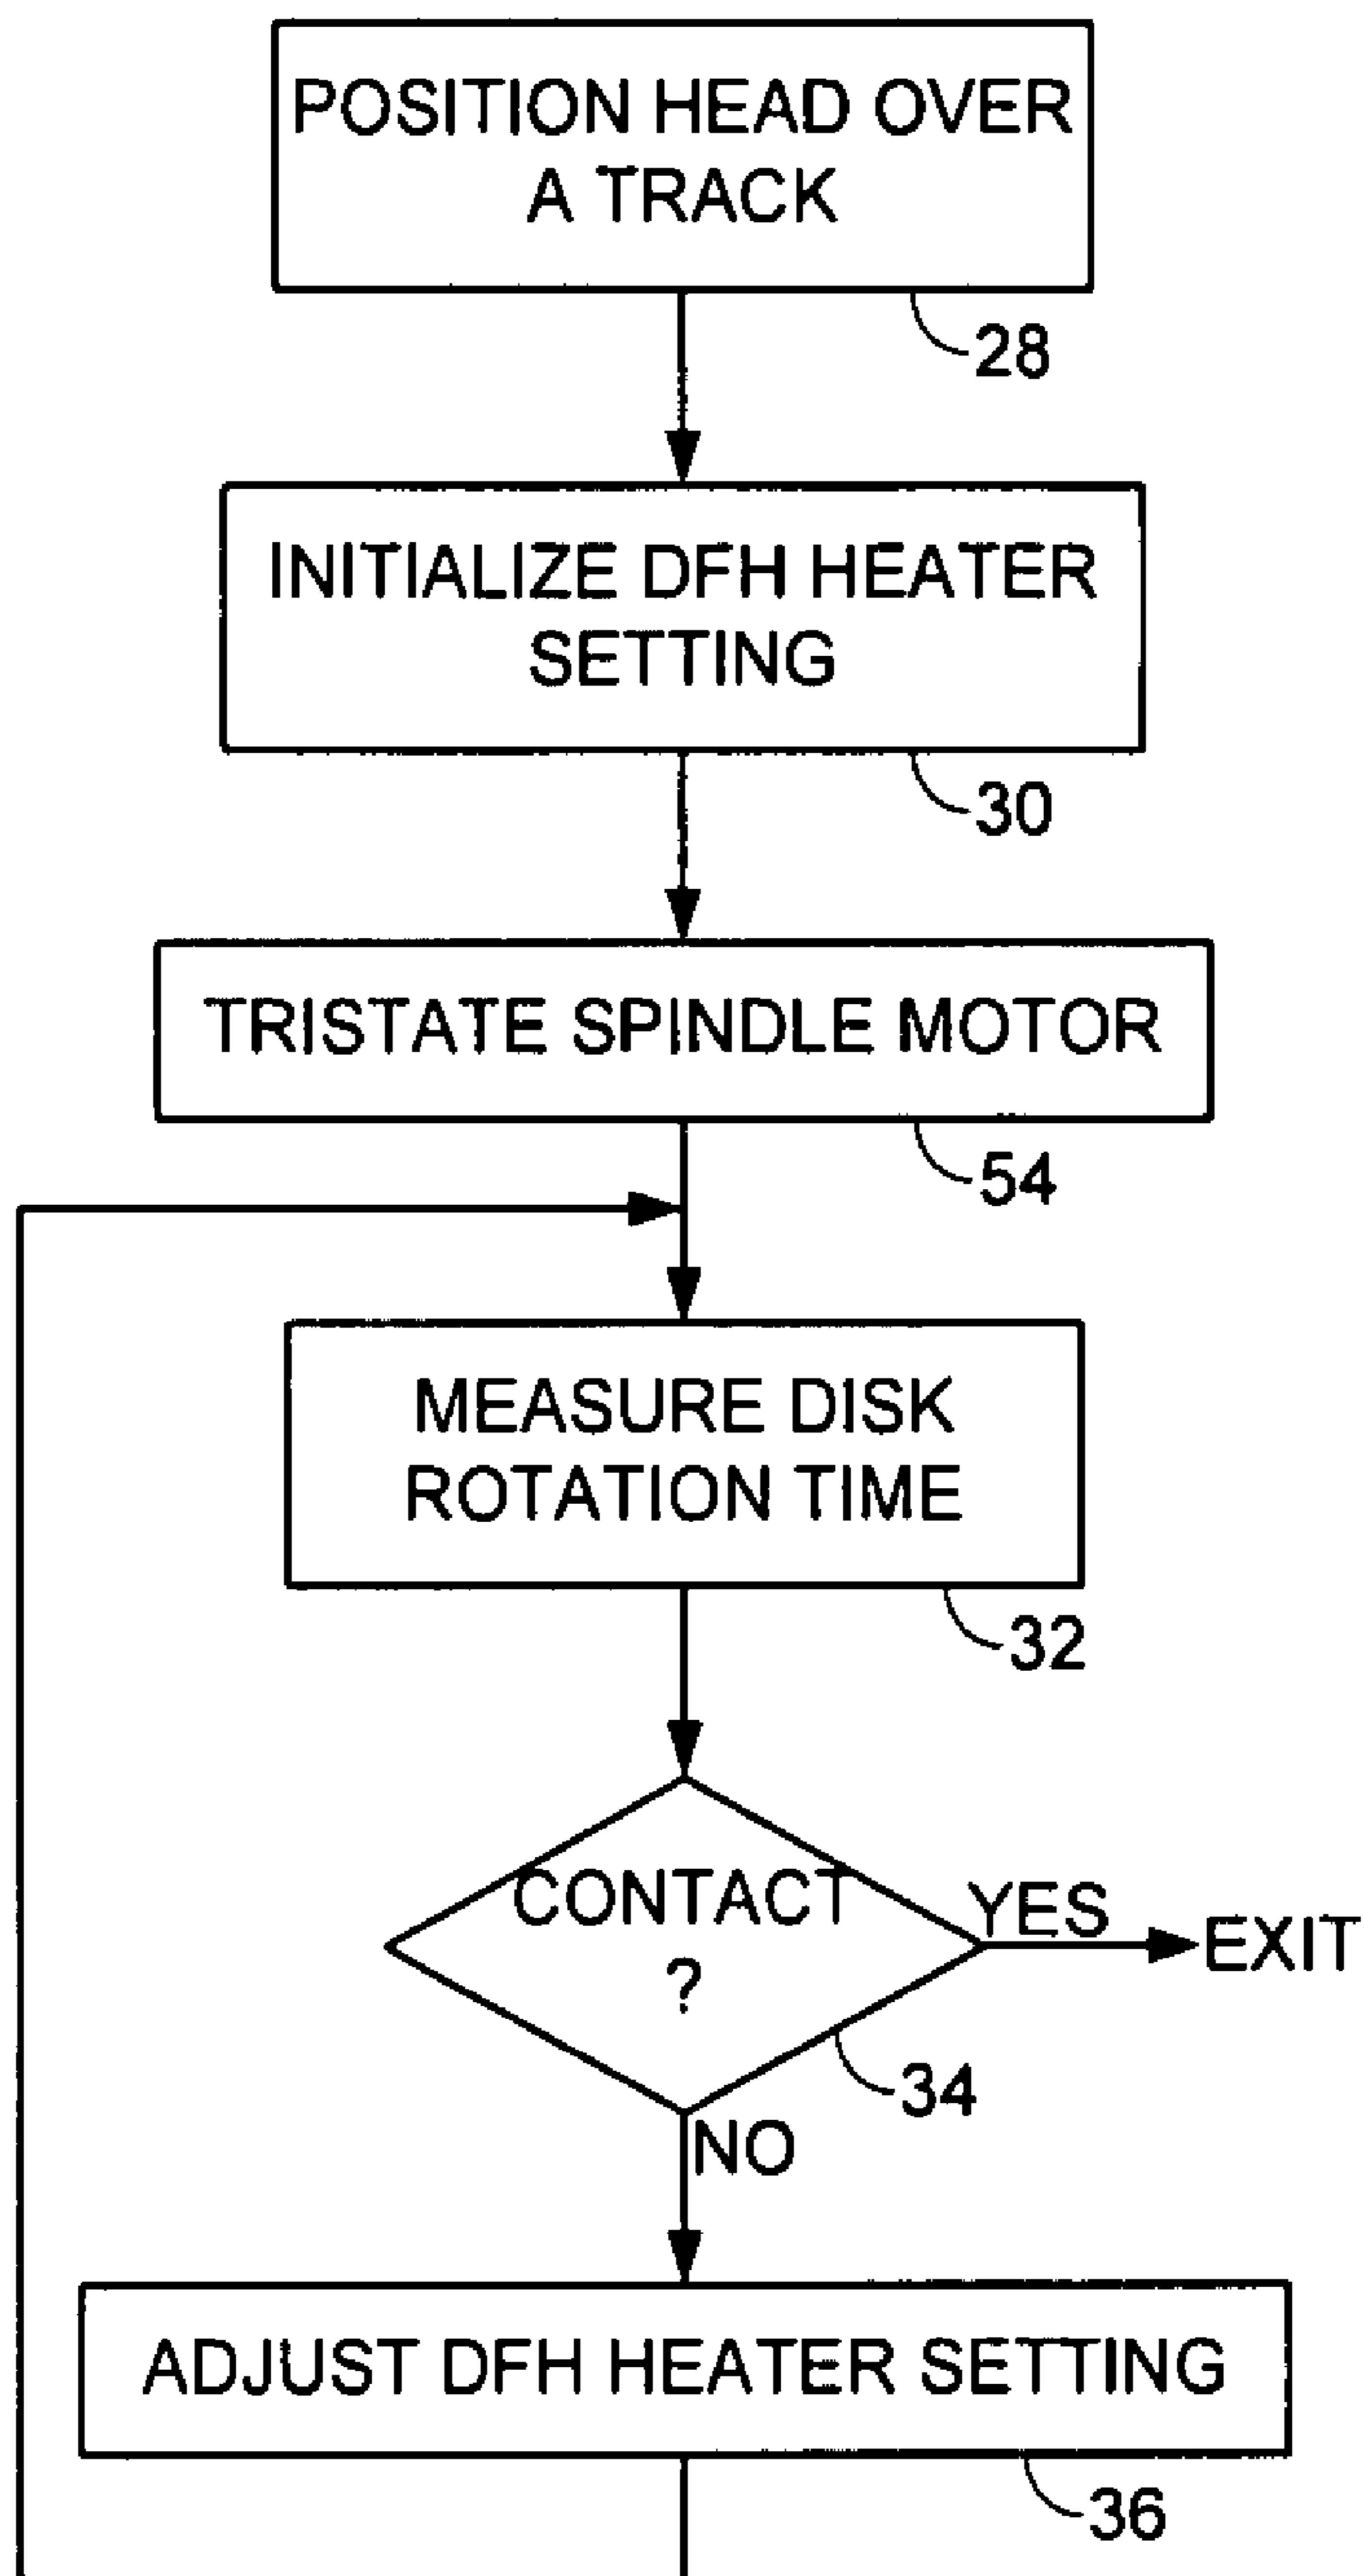 POSITION HEAD OVER
A TRACK
28
INITIALIZE DFH HEATER
SETTING
30
TRISTATE SPINDLE MOTOR
54
MEASURE DISK
ROTATION TIME
32
CONTACT
?
YES
EXIT
34
NO
ADJUST DFH HEATER SETTING
36